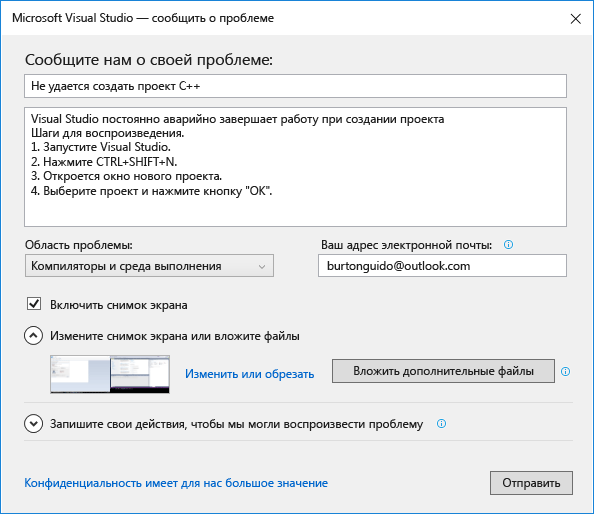 Microsoft Visual Studio — сообщить о проблеме
Сообщите нам о своей проблеме:
Не удается создать проект C++
Visual Studio постоянно аварийно завершает работу при создании проекта
Шаги для воспроизведения.
1. Запустите Visual Studio.
2. Нажмите CTRL+SHIFT+N.
3. Откроется окно нового проекта.
4. Выберите проект и нажмите кнопку "ОК".
Область проблемы:
Ваш адрес электронной почты:
Компиляторы и среда выполнения
burtonguido@outlook.com
Включить снимок экрана
Измените снимок экрана или вложите файлы
Изменить или обрезать
Вложить дополнительные файлы
Запишите свои действия, чтобы мы могли воспроизвести проблему
Конфиденциальность имеет для нас большое значение
Отправить